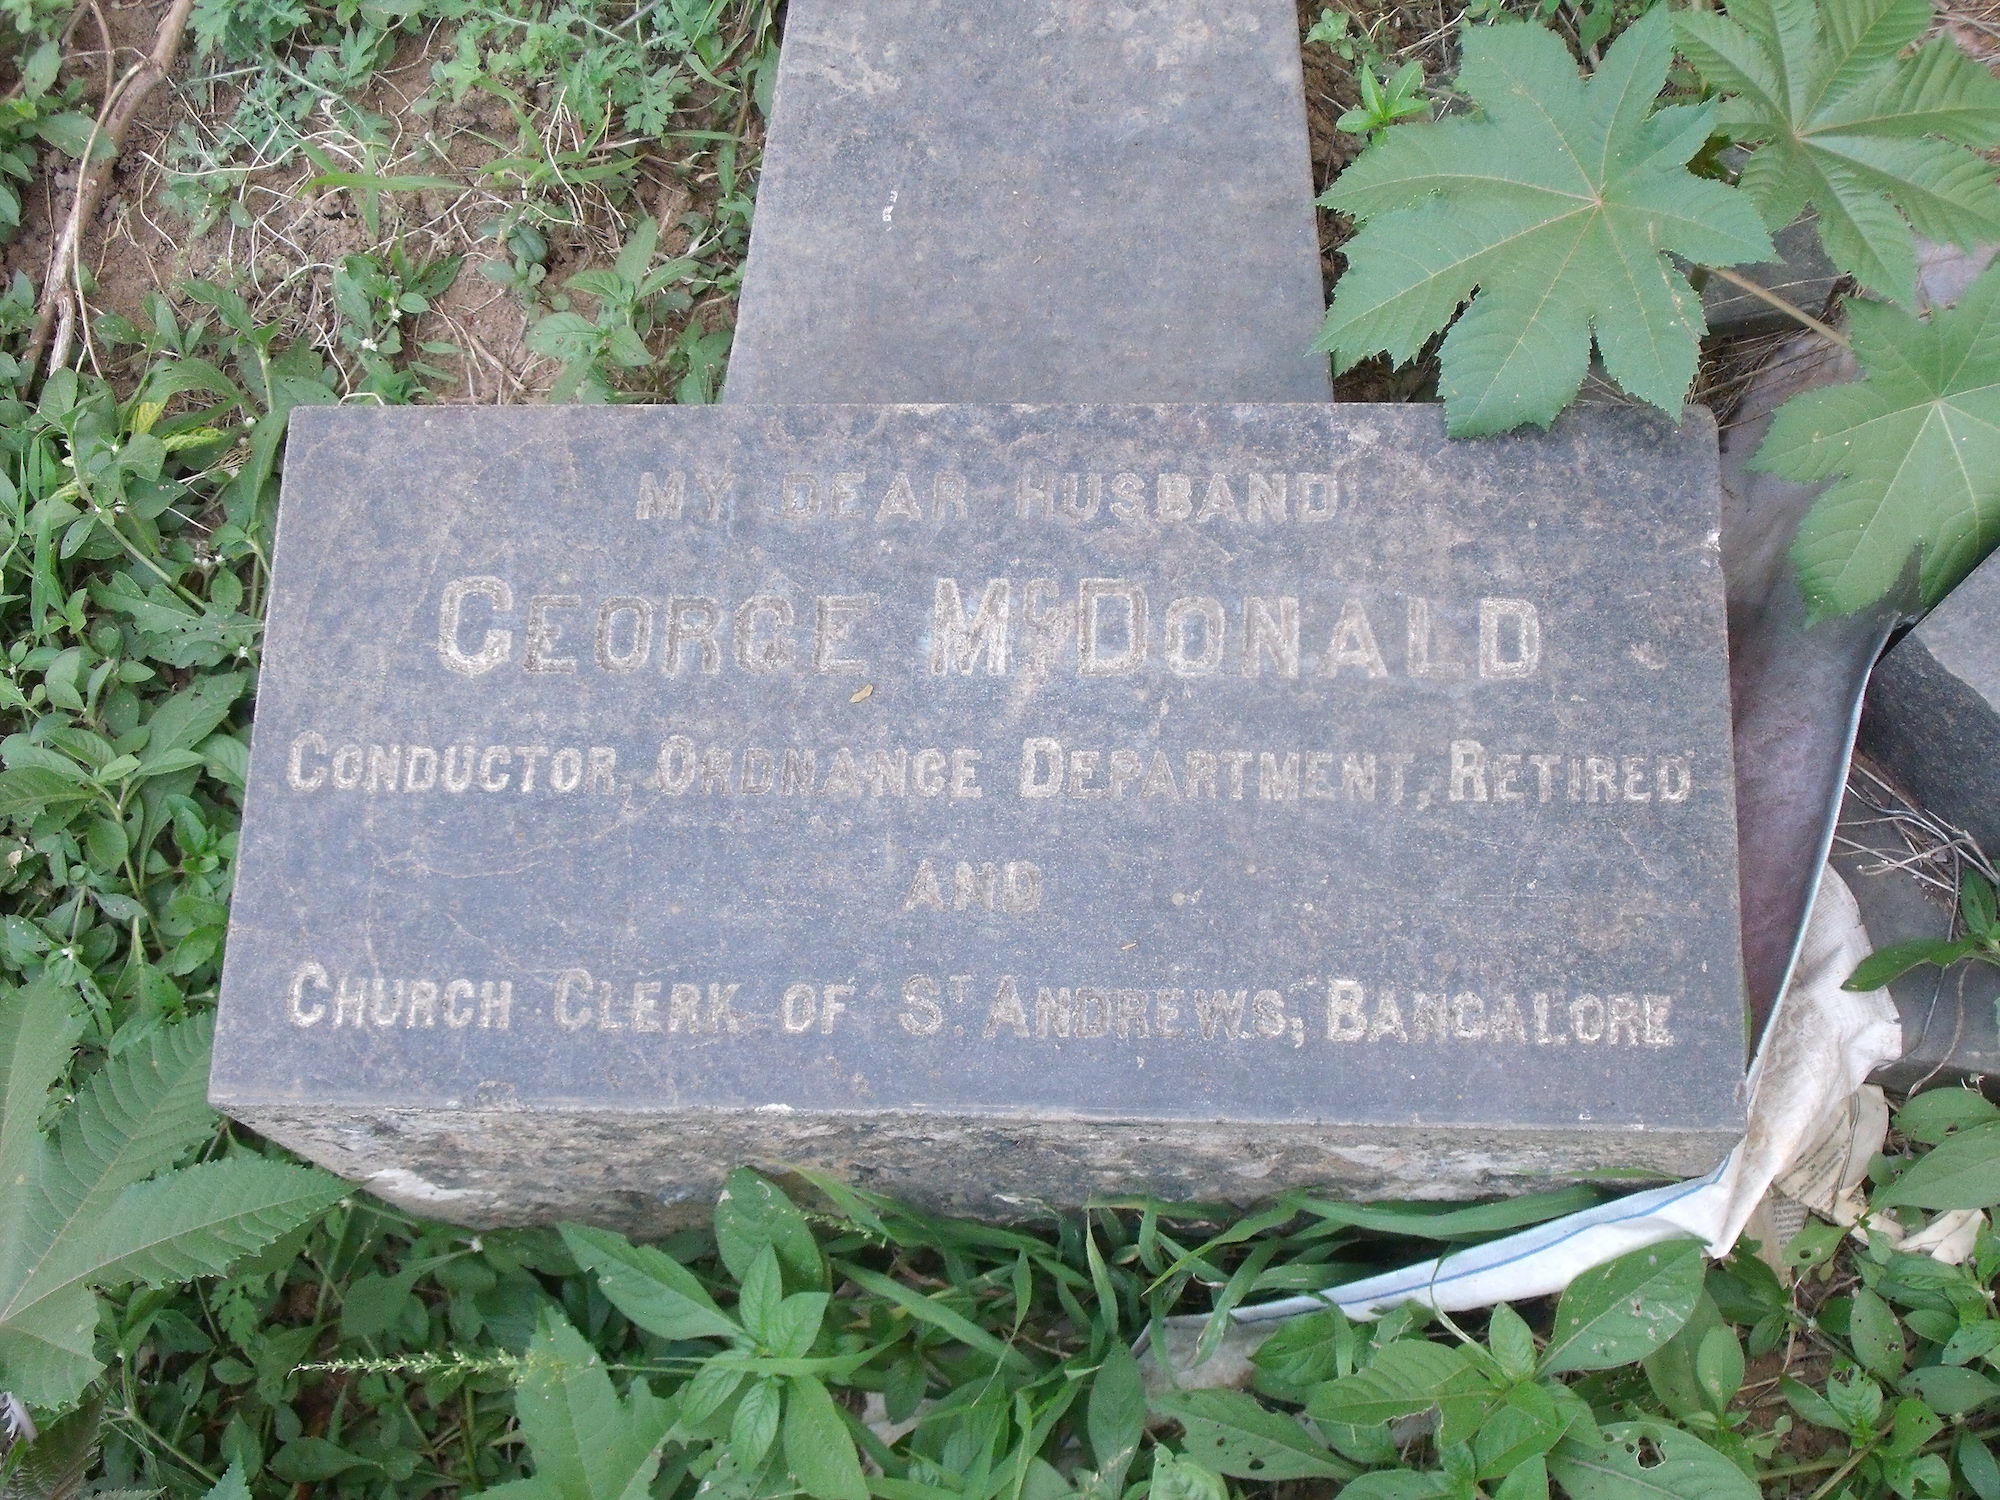 MY DEAR HUSBAND
GEORGE McDONALD
CONDUCTOR, ORDNANCE DEPARTMENT, RETIRED
AND
CHURCH CLERK OF ST. ANDREWS, BANGALORE